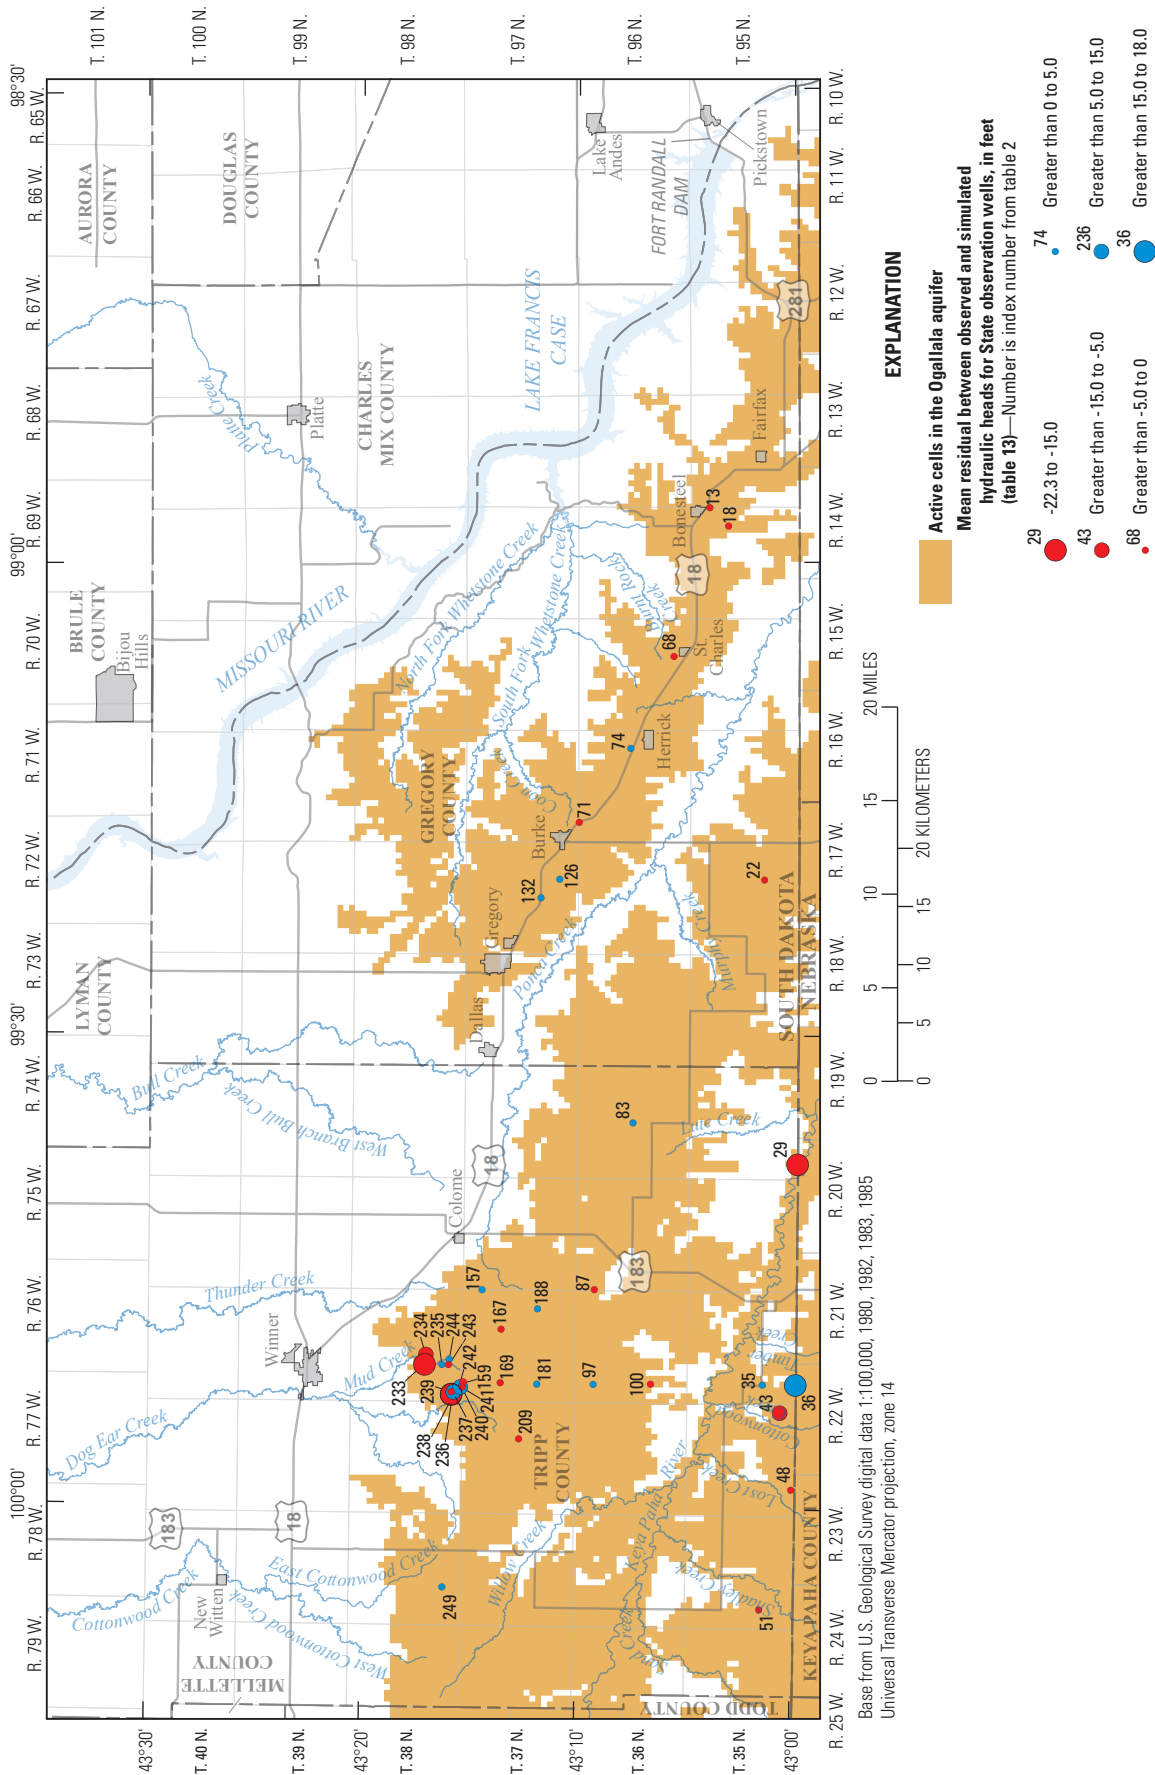 R. 79 W.
R. 78 W.
100°00'
R. 77 W.
R. 76 W.
R. 75 W.
R. 74 W.
99°30'
R. 73 W.
R. 72 W.
R. 71 W.
R. 70 W.
99°00'
R. 69 W.
R. 68 W.
R. 67 W.
R. 66 W.
R. 65 W.
98°30'
43°30'
T. 40 N.
T. 39 N.
43°20'
T. 38 N.
T. 37 N.
43°10'
T. 36 N.
T. 35 N.
43°00'
T. 101 N.
T. 100 N.
T. 99 N.
T. 98 N.
T. 97 N.
T. 96 N.
T. 95 N.
R. 25 W.
R. 24 W.
R. 23 W.
R. 22 W.
R. 21 W.
R. 20 W.
R. 19 W.
R. 18 W.
R. 17 W.
R. 16 W.
R. 15 W.
R. 14 W.
R. 13 W.
R. 12 W.
R. 11 W.
R. 10 W.
LYMAN
COUNTY
BRULE
COUNTY
Bijou
Hills
AURORA
COUNTY
DOUGLAS
COUNTY
CHARLES
MIX COUNTY
GREGORY
COUNTY
TRIPP
COUNTY
MELLETTE
COUNTY
TODD COUNTY
KEYA PAHA COUNTY
SOUTH DAKOTA
NEBRASKA
Cottonwood Creek
New
Witten
West Cottonwood Creek
East Cottonwood Creek
Dog Ear Creek
Winner
Mud Creek
Thunder Creek
Colome
Bull Creek
West Branch Bull Creek
Dallas
Gregory
Ponca Creek
Burke
Coon Creek
South Fork Whetstone Creek
North Fork Whetstone Creek
MISSOURI RIVER
Platte Creek
Platte
LAKE FRANCIS
CASE
FORT RANDALL
DAM
Lake
Andes
Pickstown
Fairfax
Bonesteel
Bumi Rock
Creek
St.
Charles
Herrick
Murphy Creek
Lute Creek
Timber
Creek
Cottonwood
Lost Creek
Keya Paha River
Shadley Creek
Sand
Creek
Willow Creek
183
18
18
183
18
281
249
233
234
235
244
243
242
159
239
241
240
237
236
238
157
167
169
188
181
209
87
97
100
83
35
36
43
48
51
29
22
132
126
71
74
68
18
13
Base from U.S. Geological Survey digital data 1:100,000, 1980, 1982, 1983, 1985
Universal Transverse Mercator projection, zone 14
0 5 10 15 20 MILES
0 5 10 15 20 KILOMETERS
EXPLANATION
Active cells in the Ogallala aquifer
Mean residual between observed and simulated
hydraulic heads for State observation wells, in feet
(table 13)—Number is index number from table 2
29 -22.3 to -15.0
43 Greater than -15.0 to -5.0
68 Greater than -5.0 to 0
74 Greater than 0 to 5.0
236 Greater than 5.0 to 15.0
36 Greater than 15.0 to 18.0